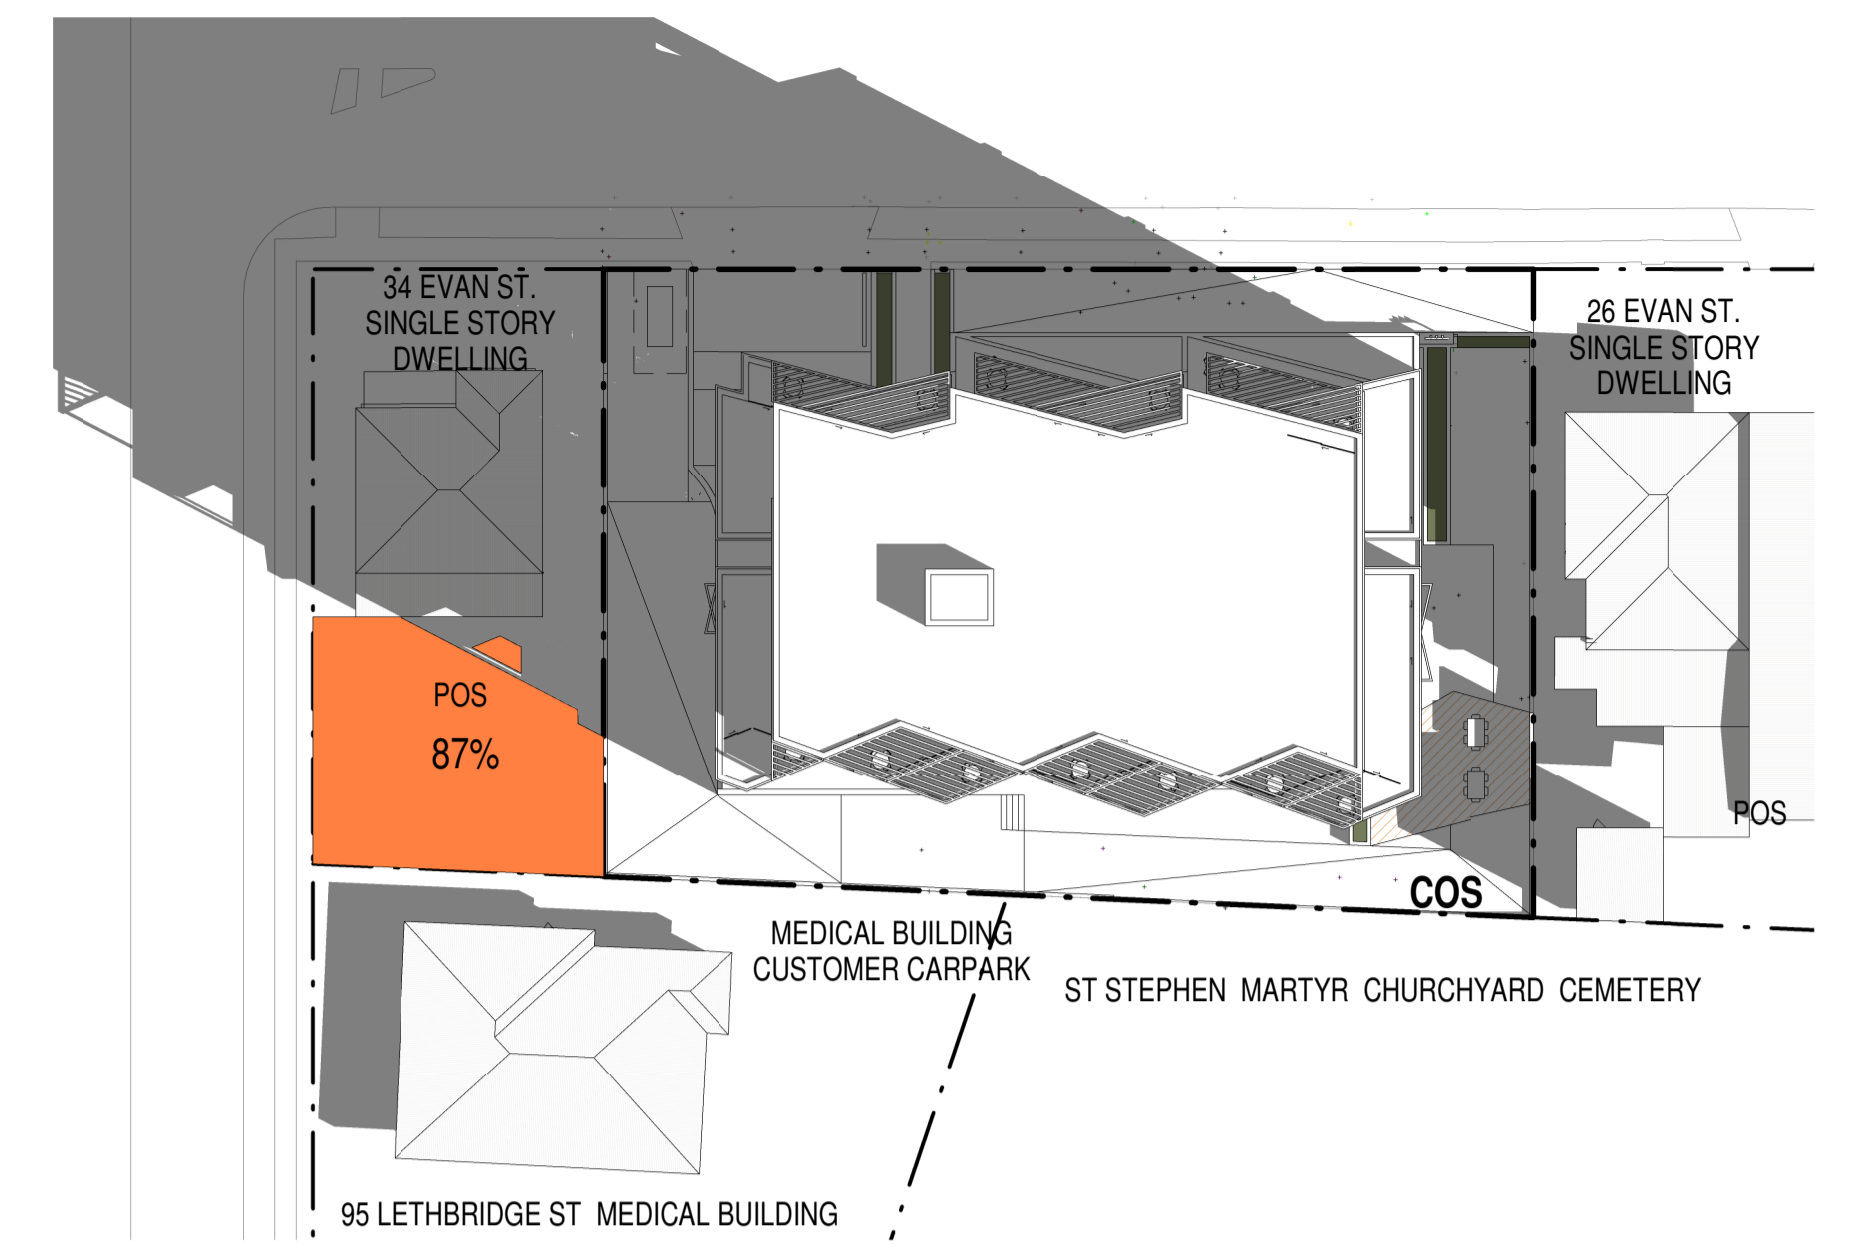 34 EVAN ST.
SINGLE STORY
DWELLING
26 EVAN ST.
SINGLE STORY
DWELLING
POS
87%
POS
COS
MEDICAL BUILDING
CUSTOMER CARPARK
ST STEPHEN MARTYR CHURCHYARD CEMETERY
95 LETHBRIDGE ST MEDICAL BUILDING